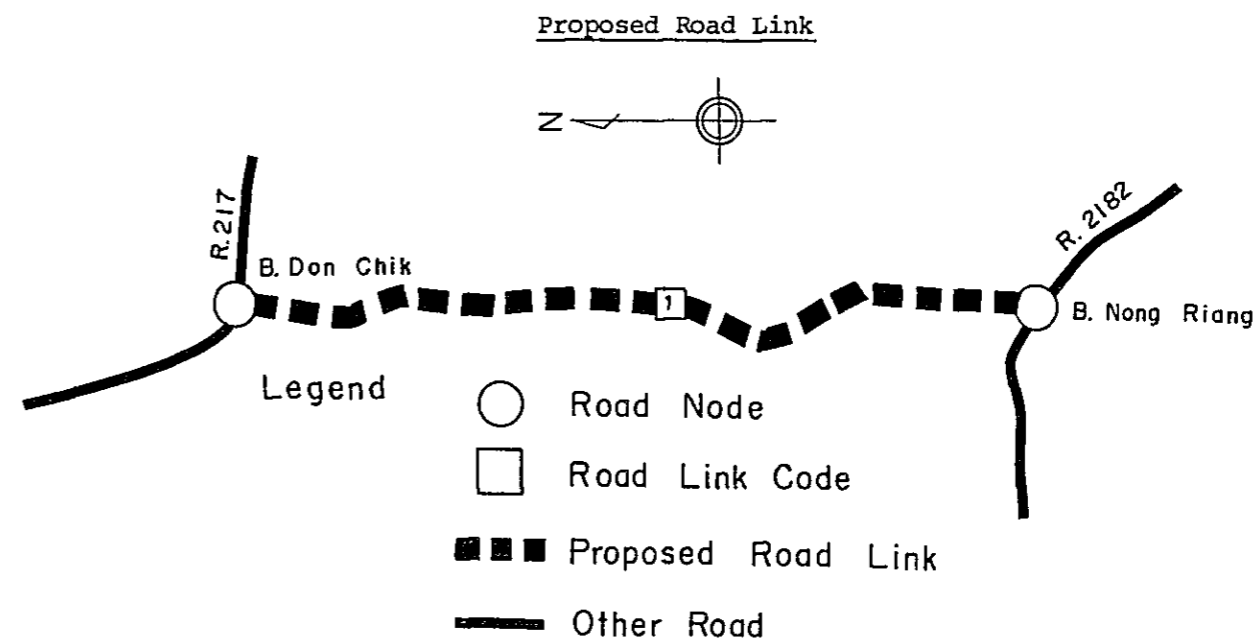 Proposed Road Link
N
R.217
B. Don Chik
1
R. 2182
B. Nong Riang
Legend
Road Node
Road Link Code
Proposed Road Link
Other Road